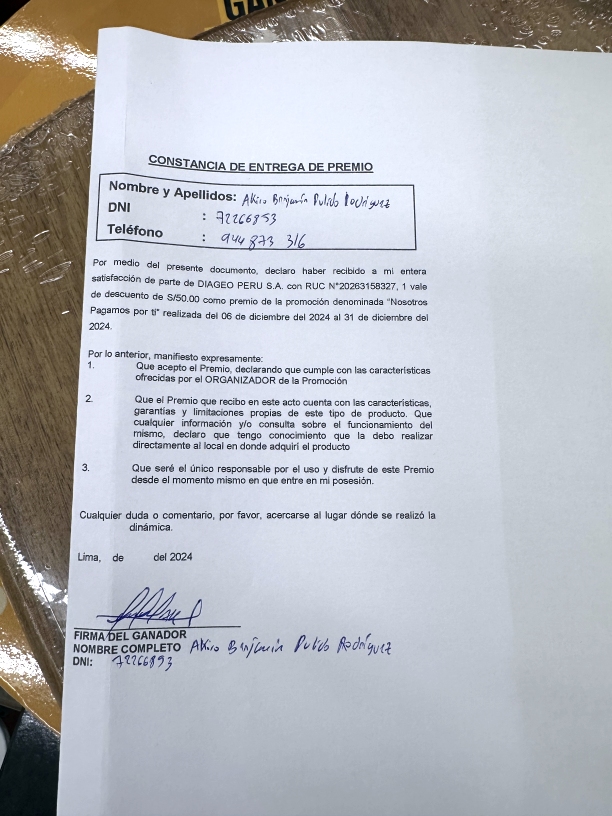 GAN
CONSTANCIA DE ENTREGA DE PREMIO
Nombre y Apellidos: Akiro Benjamín Pulido Rodríguez
DNI : 72266893
Teléfono : 944 873 316
Por medio del presente documento, declaro haber recibido a mi entera
satisfacción de parte de DIAGEO PERU S.A. con RUC N°20263158327, 1 vale
de descuento de S/50.00 como premio de la promoción denominada "Nosotros
Pagamos por ti" realizada del 06 de diciembre del 2024 al 31 de diciembre del
2024.
Por lo anterior, manifiesto expresamente:
1. Que acepto el Premio, declarando que cumple con las características
ofrecidas por el ORGANIZADOR de la Promoción
2. Que el Premio que recibo en este acto cuenta con las características,
garantías y limitaciones propias de este tipo de producto. Que
cualquier información y/o consulta sobre el funcionamiento del
mismo, declaro que tengo conocimiento que la debo realizar
directamente al local en donde adquirí el producto
3. Que seré el único responsable por el uso y disfrute de este Premio
desde el momento mismo en que entre en mi posesión.
Cualquier duda o comentario, por favor, acercarse al lugar dónde se realizó la
dinámica.
Lima, de del 2024
FIRMA DEL GANADOR
NOMBRE COMPLETO Akiro Benjamín Pulido Rodríguez
DNI: 72266893